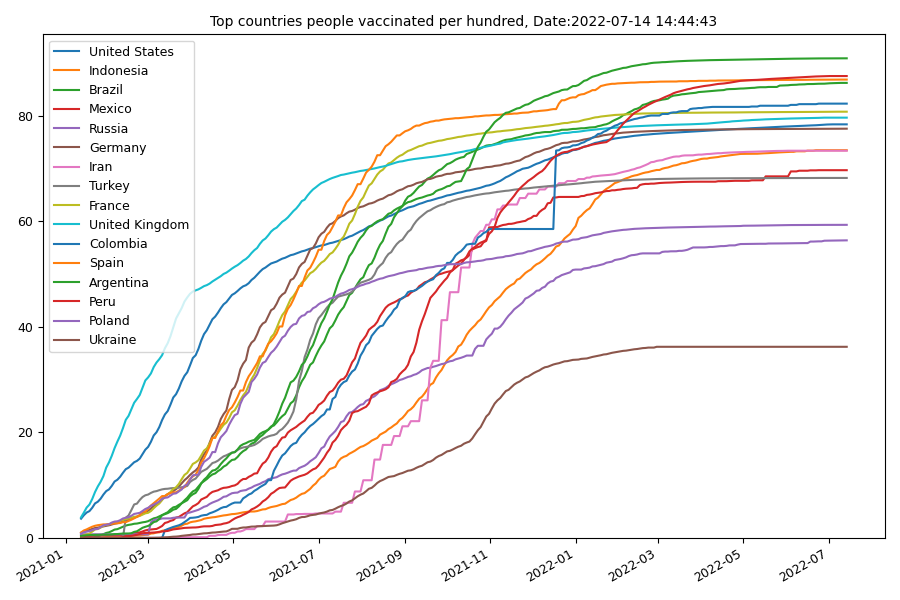 Top countries people vaccinated per hundred, Date:2022-07-14 14:44:43
United States
Indonesia
Brazil
Mexico
Russia
Germany
Iran
Turkey
France
United Kingdom
Colombia
Spain
Argentina
Peru
Poland
Ukraine
80
60
40
20
0
2021-01
2021-03
2021-05
2021-07
2021-09
2021-11
2022-01
2022-03
2022-05
2022-07